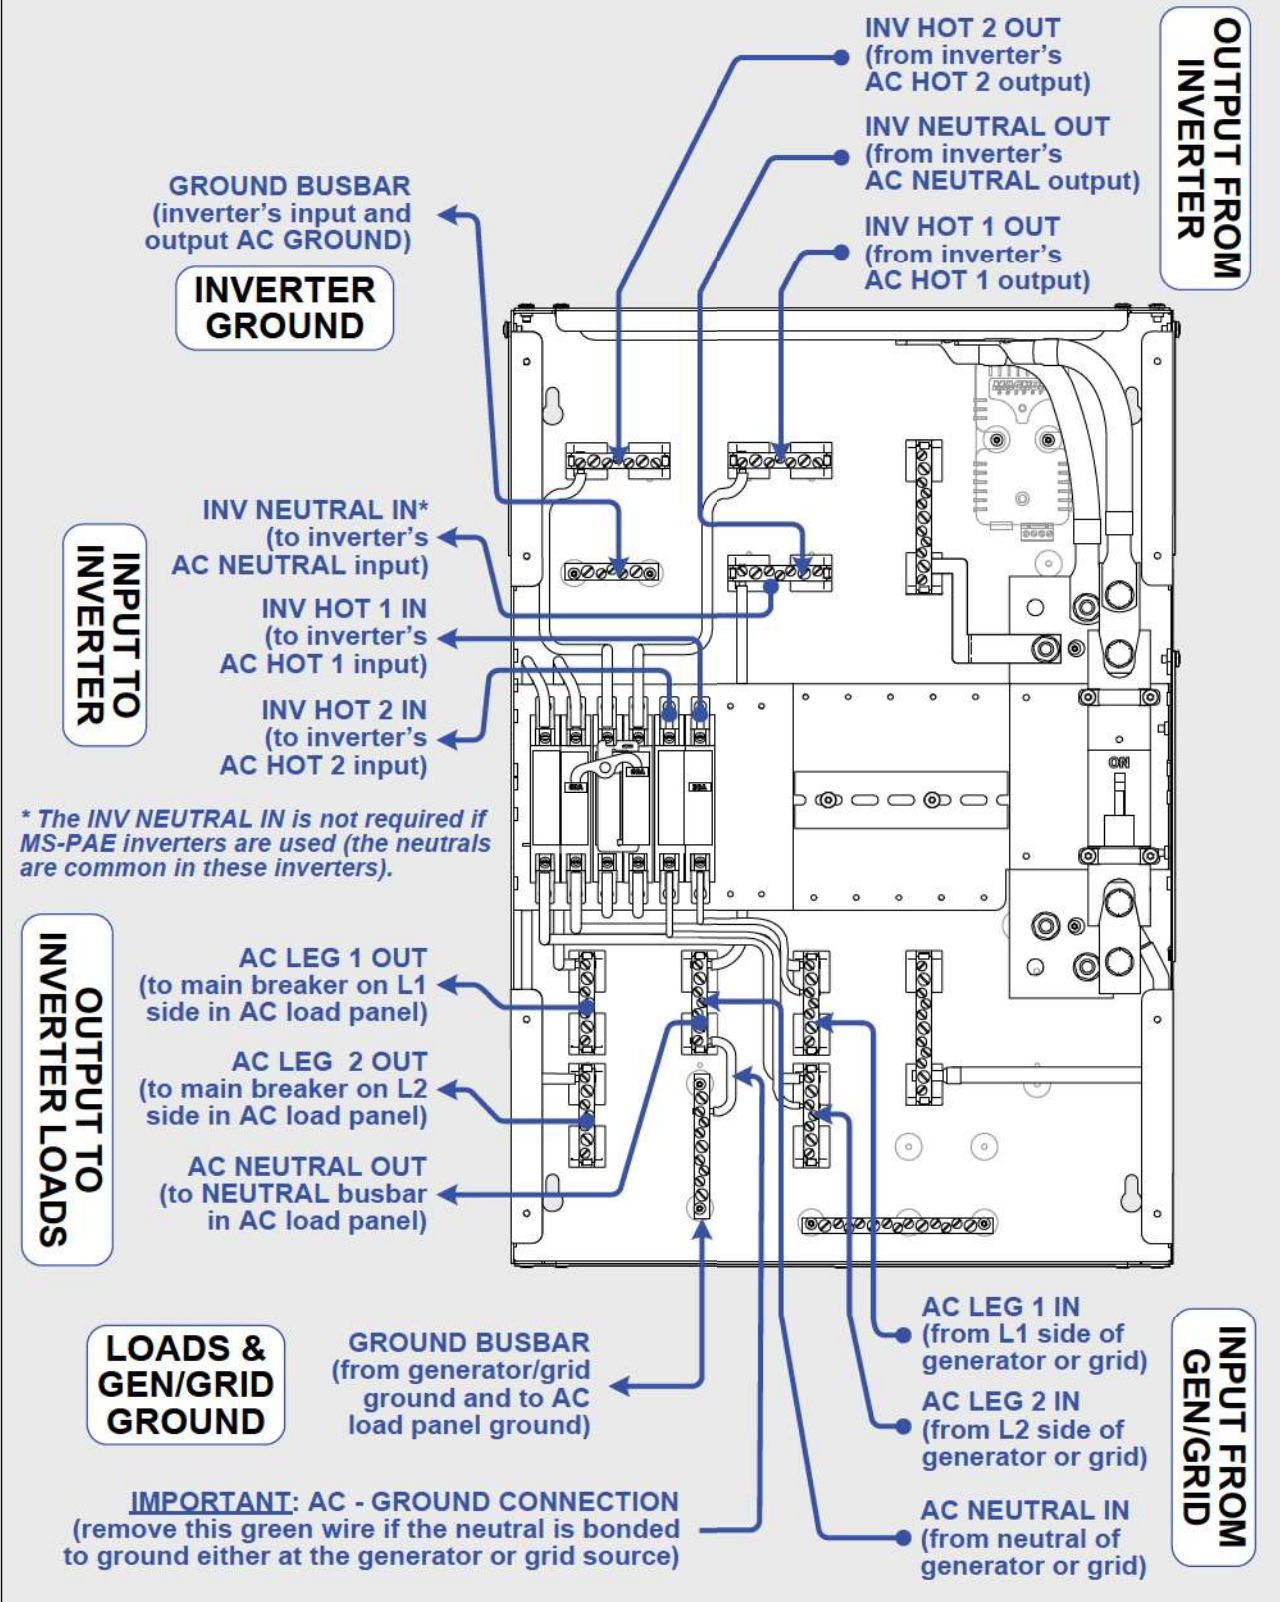 INV HOT 2 OUT
(from inverter's
AC HOT 2 output)
INV NEUTRAL OUT
(from inverter's
AC NEUTRAL output)
INV HOT 1 OUT
(from inverter's
AC HOT 1 output)
OUTPUT FROM
INVERTER
GROUND BUSBAR
(inverter's input and
output AC GROUND)
INVERTER
GROUND
INV NEUTRAL IN*
(to inverter's
AC NEUTRAL input)
INV HOT 1 IN
(to inverter's
AC HOT 1 input)
INV HOT 2 IN
(to inverter's
AC HOT 2 input)
INPUT TO
INVERTER
* The INV NEUTRAL IN is not required if
MS-PAE inverters are used (the neutrals
are common in these inverters).
ON
AC LEG 1 OUT
(to main breaker on L1
side in AC load panel)
AC LEG 2 OUT
(to main breaker on L2
side in AC load panel)
AC NEUTRAL OUT
(to NEUTRAL busbar
in AC load panel)
OUTPUT TO
INVERTER LOADS
LOADS &
GEN/GRID
GROUND
GROUND BUSBAR
(from generator/grid
ground and to AC
load panel ground)
IMPORTANT: AC - GROUND CONNECTION
(remove this green wire if the neutral is bonded
to ground either at the generator or grid source)
AC LEG 1 IN
(from L1 side of
generator or grid)
AC LEG 2 IN
(from L2 side of
generator or grid)
AC NEUTRAL IN
(from neutral of
generator or grid)
INPUT FROM
GEN/GRID